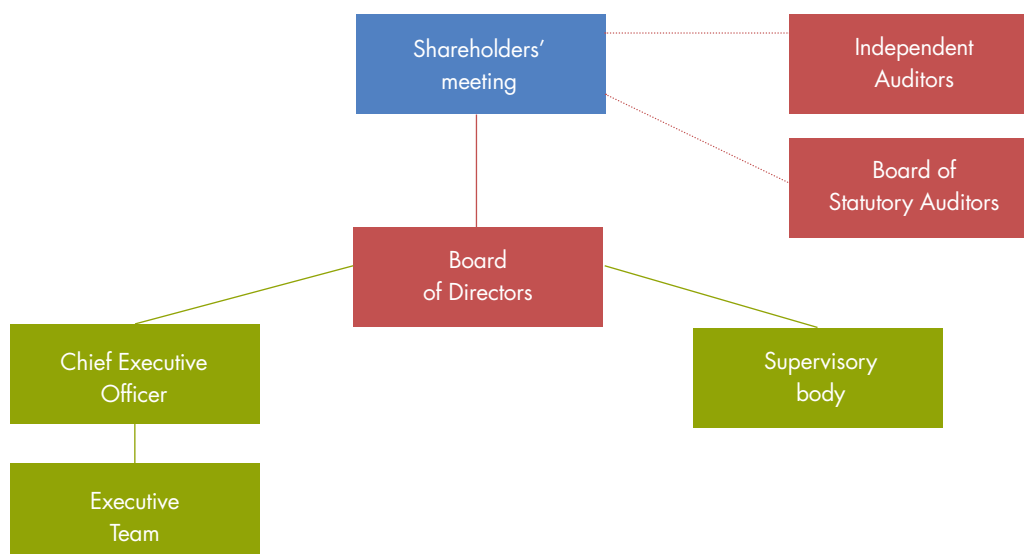 Shareholders’
meeting
Independent
Auditors
Board of
Statutory Auditors
Board
of Directors
Chief Executive
Officer
Supervisory
body
Executive
Team